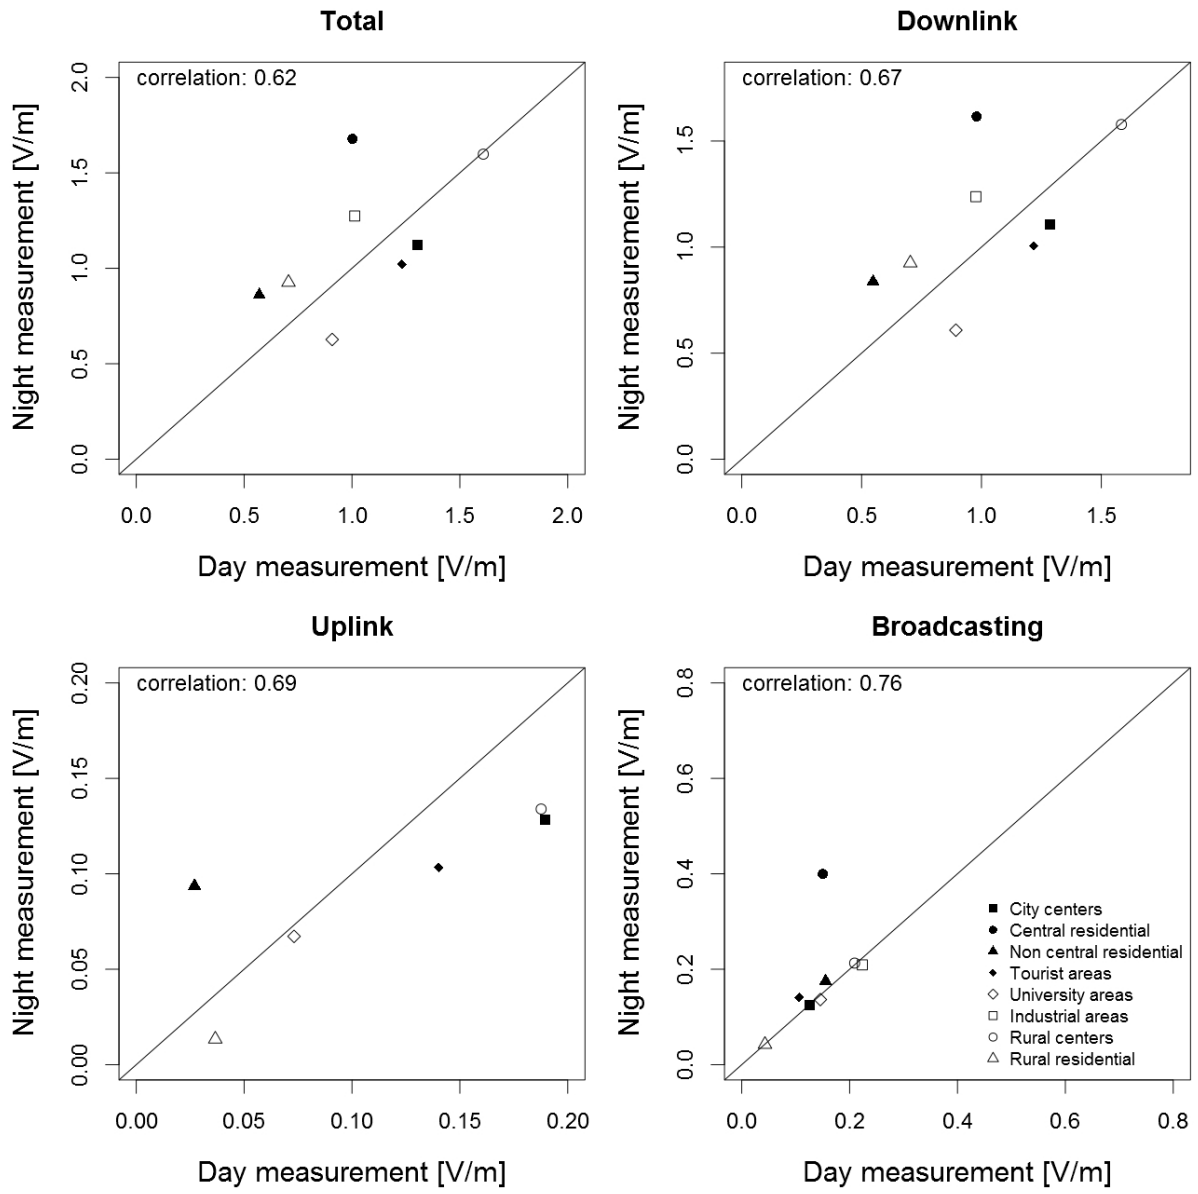 Total
correlation: 0.62
Night measurement [V/m]
2.0
1.5
1.0
0.5
0.0
0.0 0.5 1.0 1.5 2.0
Day measurement [V/m]
Downlink
correlation: 0.67
Night measurement [V/m]
1.5
1.0
0.5
0.0
0.0 0.5 1.0 1.5
Day measurement [V/m]
Uplink
correlation: 0.69
Night measurement [V/m]
0.20
0.15
0.10
0.05
0.00
0.00 0.05 0.10 0.15 0.20
Day measurement [V/m]
Broadcasting
correlation: 0.76
Night measurement [V/m]
0.8
0.6
0.4
0.2
0.0
City centers
Central residential
Non central residential
Tourist areas
University areas
Industrial areas
Rural centers
Rural residential
0.0 0.2 0.4 0.6 0.8
Day measurement [V/m]